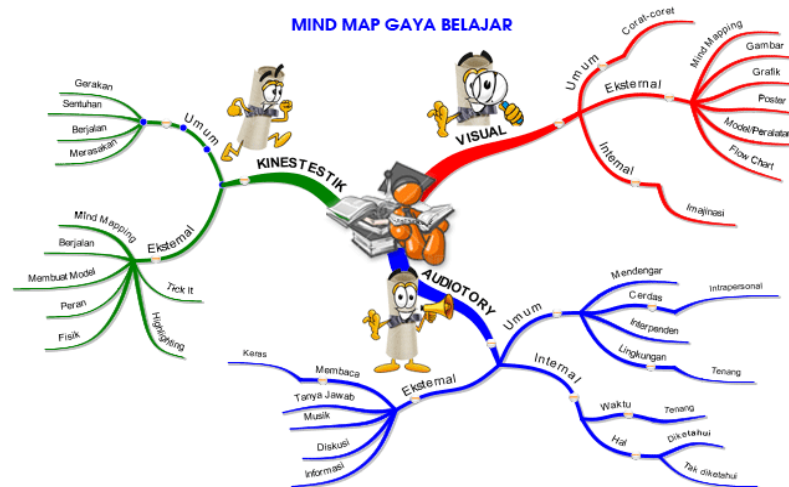 MIND MAP GAYA BELAJAR
VISUAL
Umum
Corat-coret
Eksternal
Mind Mapping
Gambar
Grafik
Poster
Model/Peralatan
Flow Chart
Internal
Imajinasi
KINESTESTIK
Umum
Gerakan
Sentuhan
Berjalan
Merasakan
Eksternal
Mind Mapping
Berjalan
Membuat Model
Peran
Fisik
Tick It
Highlighting
AUDIOTORY
Umum
Mendengar
Cerdas
Intrapersonal
Interpenden
Lingkungan
Tenang
Internal
Waktu
Tenang
Hal
Diketahui
Tak diketahui
Eksternal
Membaca
Keras
Tanya Jawab
Musik
Diskusi
Informasi